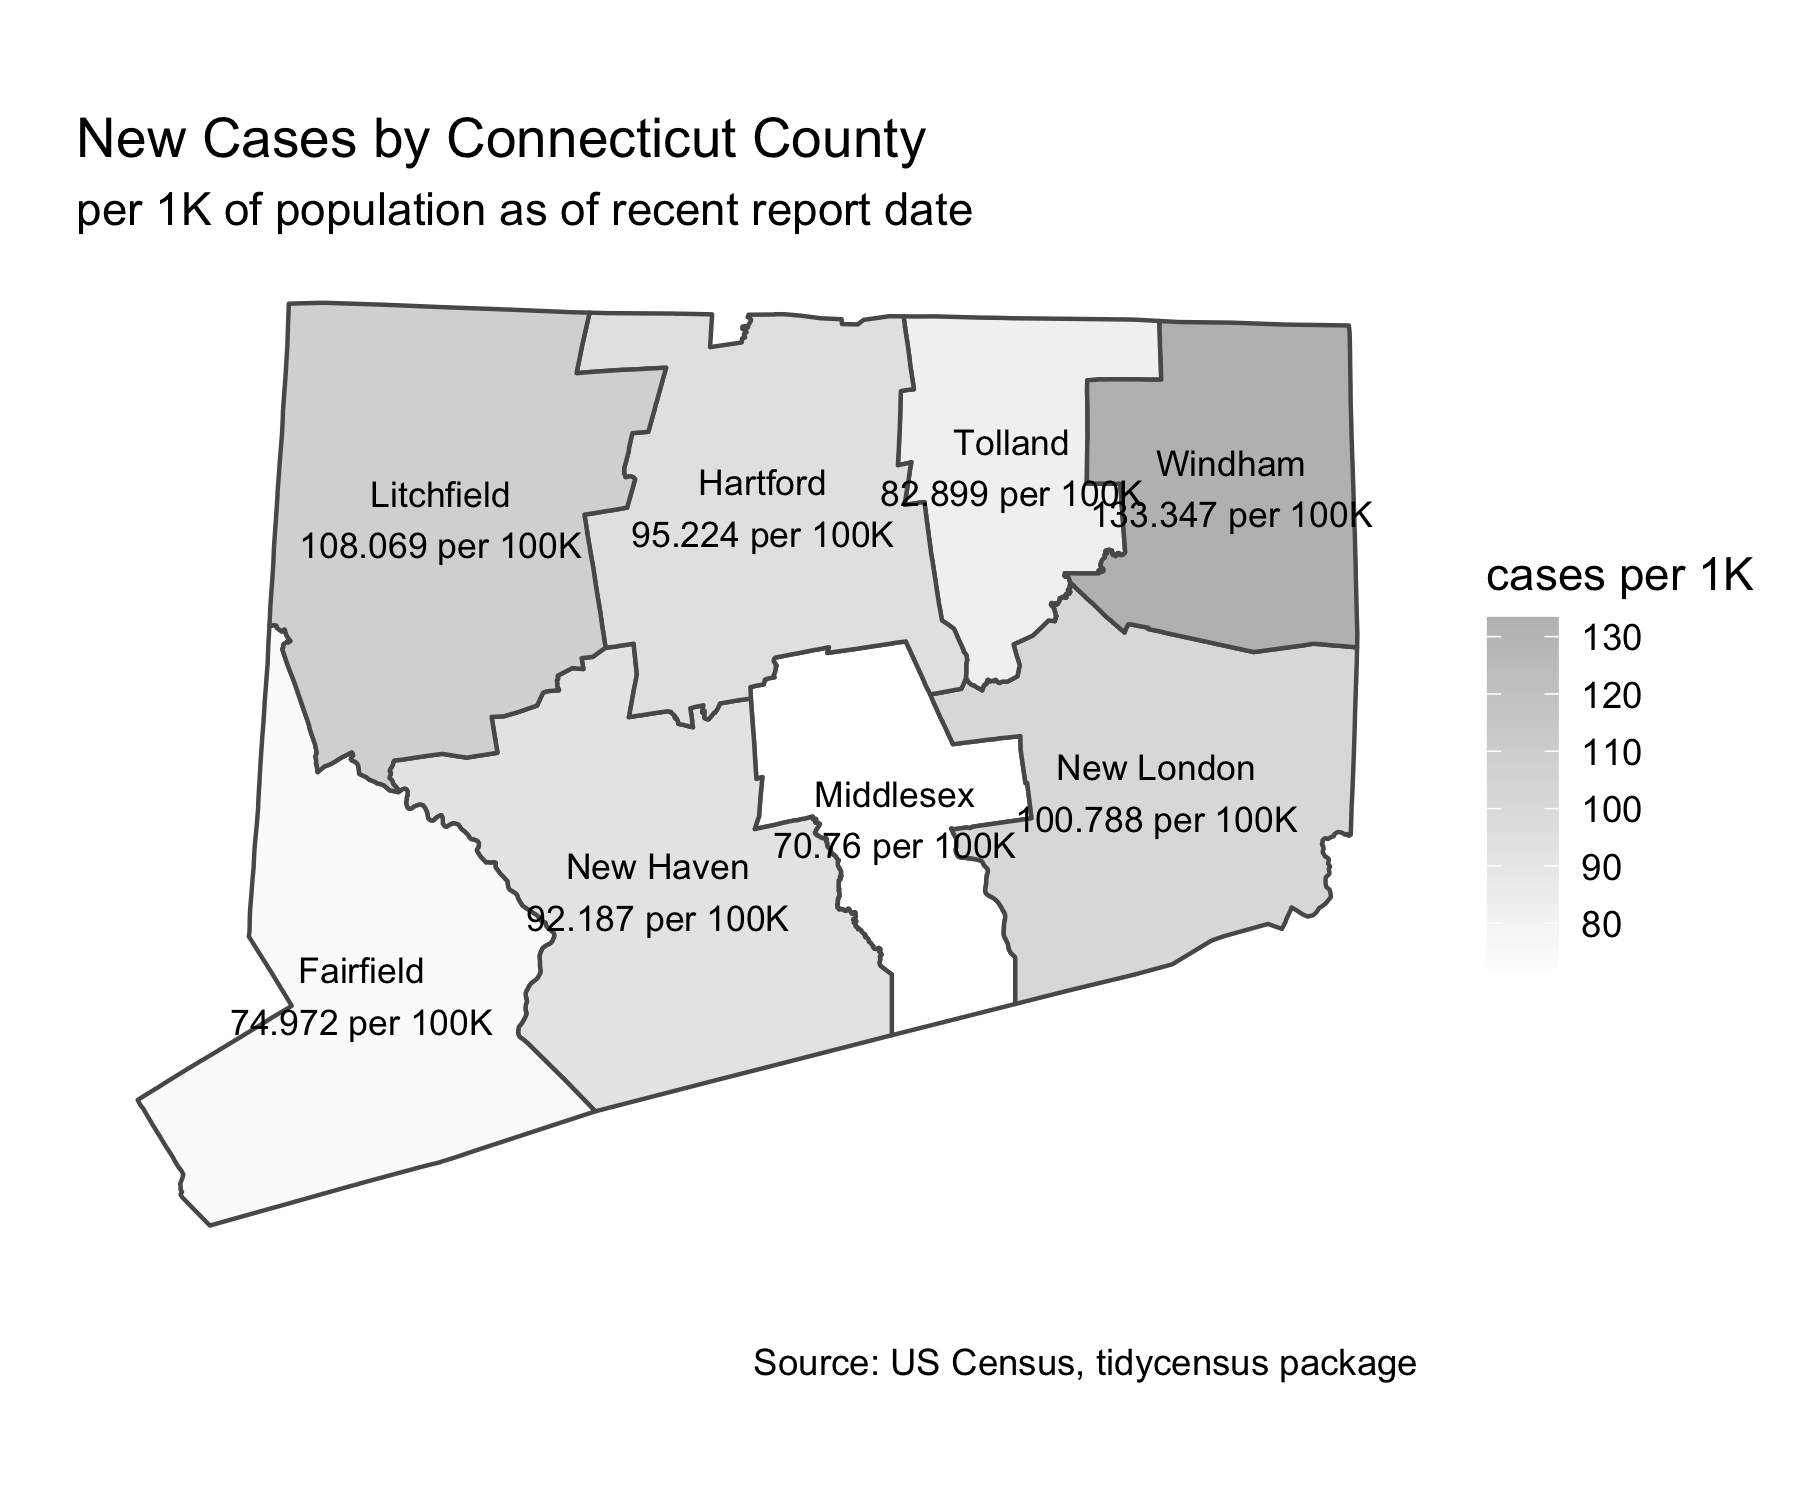 New Cases by Connecticut County
per 1K of population as of recent report date
Litchfield
108.069 per 100K
Hartford
95.224 per 100K
Tolland
82.899 per 100K
Windham
133.347 per 100K
New London
100.788 per 100K
Middlesex
70.76 per 100K
New Haven
92.187 per 100K
Fairfield
74.972 per 100K
cases per 1K
130
120
110
100
90
80
Source: US Census, tidycensus package